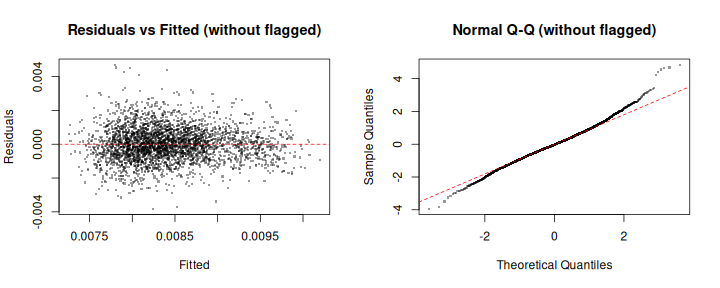 Residuals vs Fitted (without flagged)
Residuals
0.004
0.000
-0.004
0.0075
0.0085
0.0095
Fitted
Normal Q-Q (without flagged)
Sample Quantiles
4
2
0
-2
-4
-2
0
2
Theoretical Quantiles